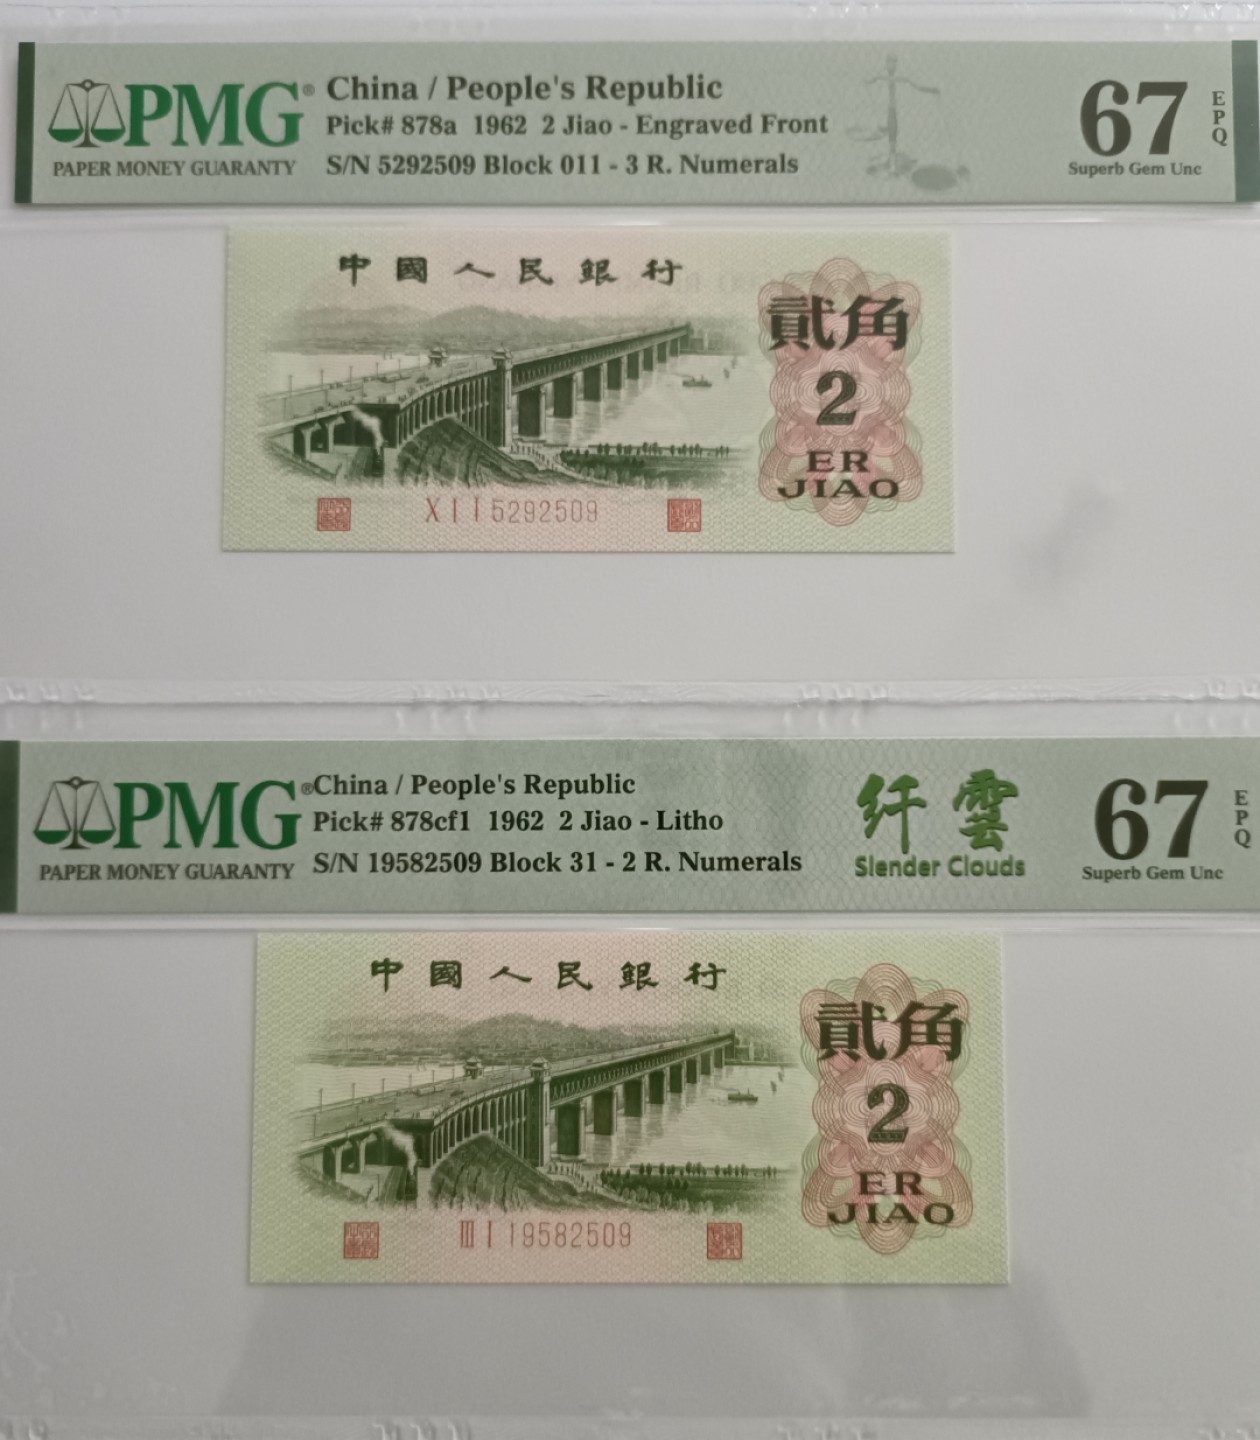 PMG®
PAPER MONEY GUARANTY
China / People's Republic
Pick# 878a 1962 2 Jiao - Engraved Front
S/N 5292509 Block 011 - 3 R. Numerals
67
EPQ
Superb Gem Unc
中國人民銀行
貳角
2
ER
JIAO
X I I 5292509
PMG®
PAPER MONEY GUARANTY
China / People's Republic
Pick# 878cf1 1962 2 Jiao - Litho
S/N 19582509 Block 31 - 2 R. Numerals
纤雲
Slender Clouds
67
EPQ
Superb Gem Unc
中國人民銀行
貳角
2
ER
JIAO
III I 19582509